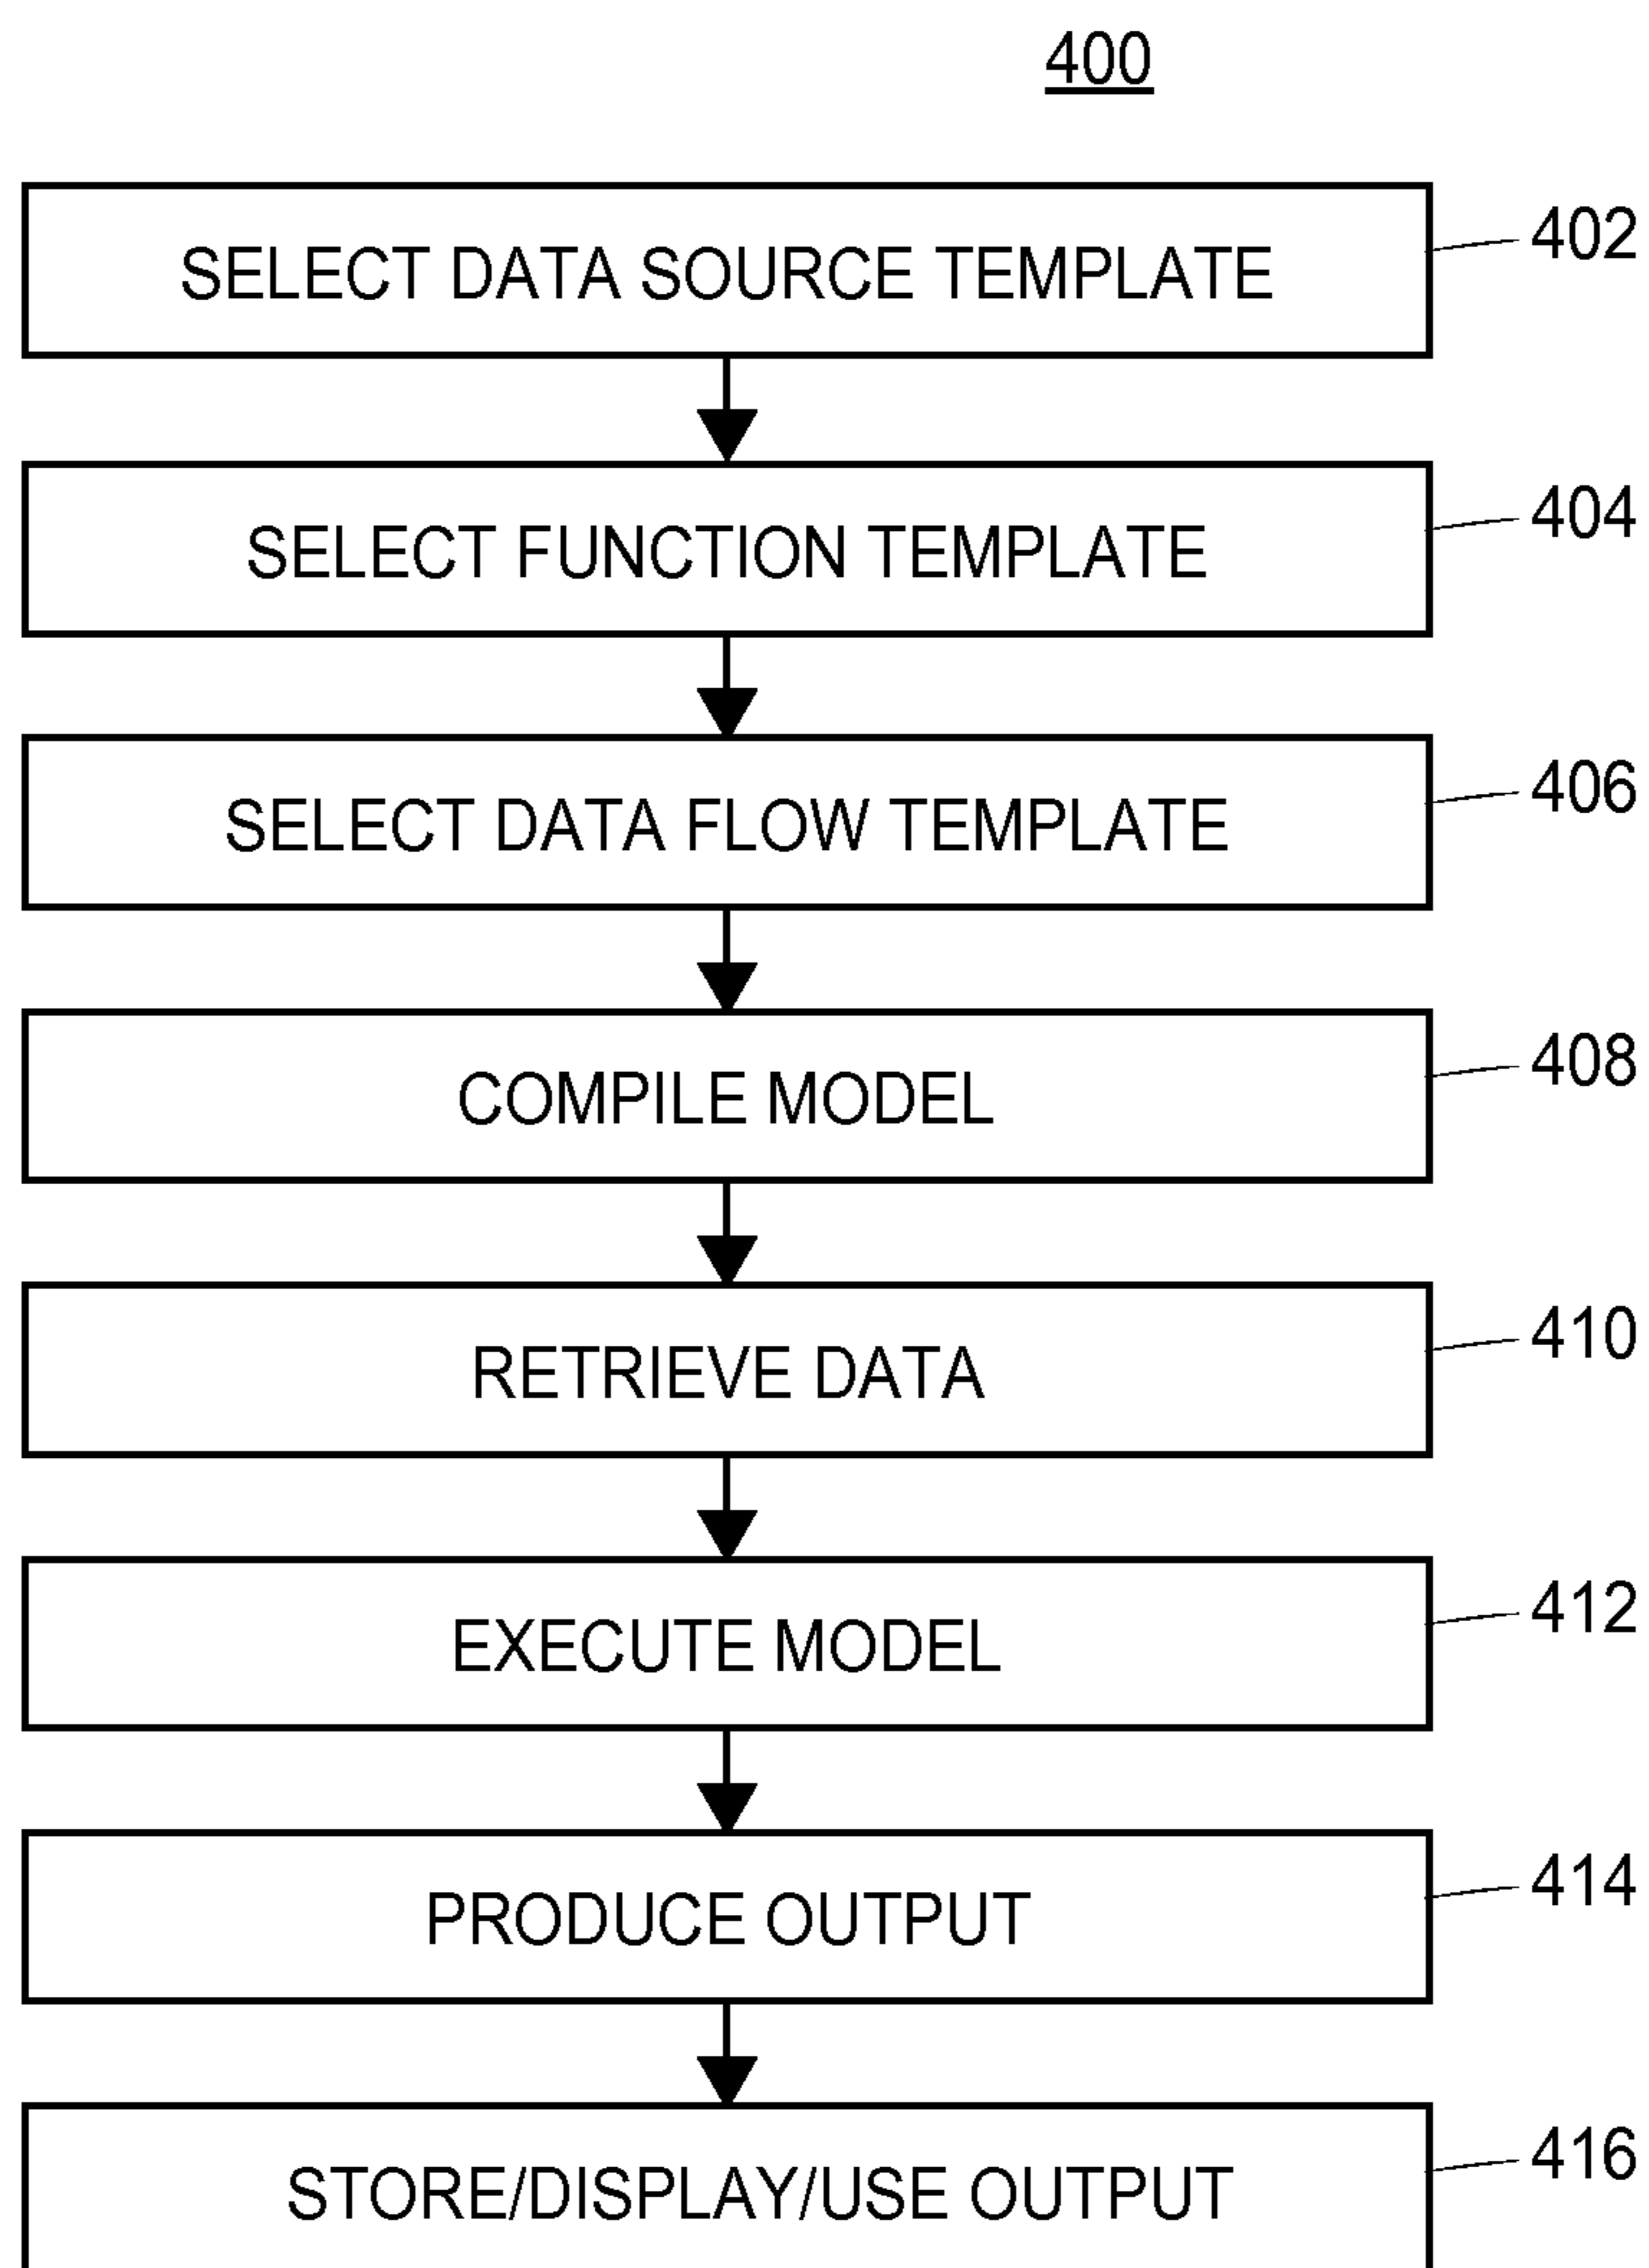 400
SELECT DATA SOURCE TEMPLATE
402
SELECT FUNCTION TEMPLATE
404
SELECT DATA FLOW TEMPLATE
406
COMPILE MODEL
408
RETRIEVE DATA
410
EXECUTE MODEL
412
PRODUCE OUTPUT
414
STORE/DISPLAY/USE OUTPUT
416